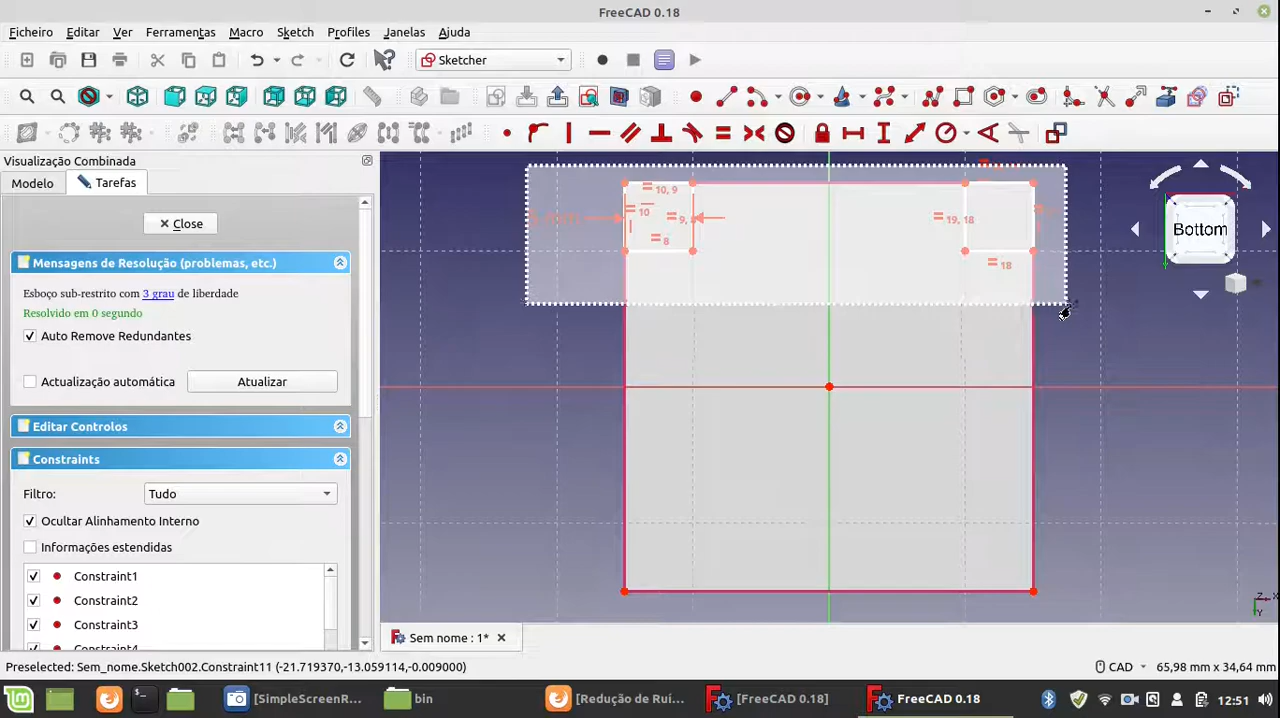 FreeCAD 0.18
Ficheiro Editar Ver Ferramentas Macro Sketch Profiles Janelas Ajuda
Sketcher
Visualização Combinada
Modelo Tarefas
Close
Mensagens de Resolução (problemas, etc.)
Esboço sub-restrito com 3 grau de liberdade
Resolvido em 0 segundo
Auto Remove Redundantes
Actualização automática Atualizar
Editar Controlos
Constraints
Filtro: Tudo
Ocultar Alinhamento Interno
Informações estendidas
Constraint1
Constraint2
Constraint3
10, 9
10
9,
8
19, 18
18
Bottom
Sem nome : 1*
Preselected: Sem_nome.Sketch002.Constraint11 (-21.719370,-13.059114,-0.009000)
CAD 65,98 mm x 34,64 mm
[SimpleScreenR...
bin
[Redução de Ruí...
[FreeCAD 0.18]
FreeCAD 0.18
12:51